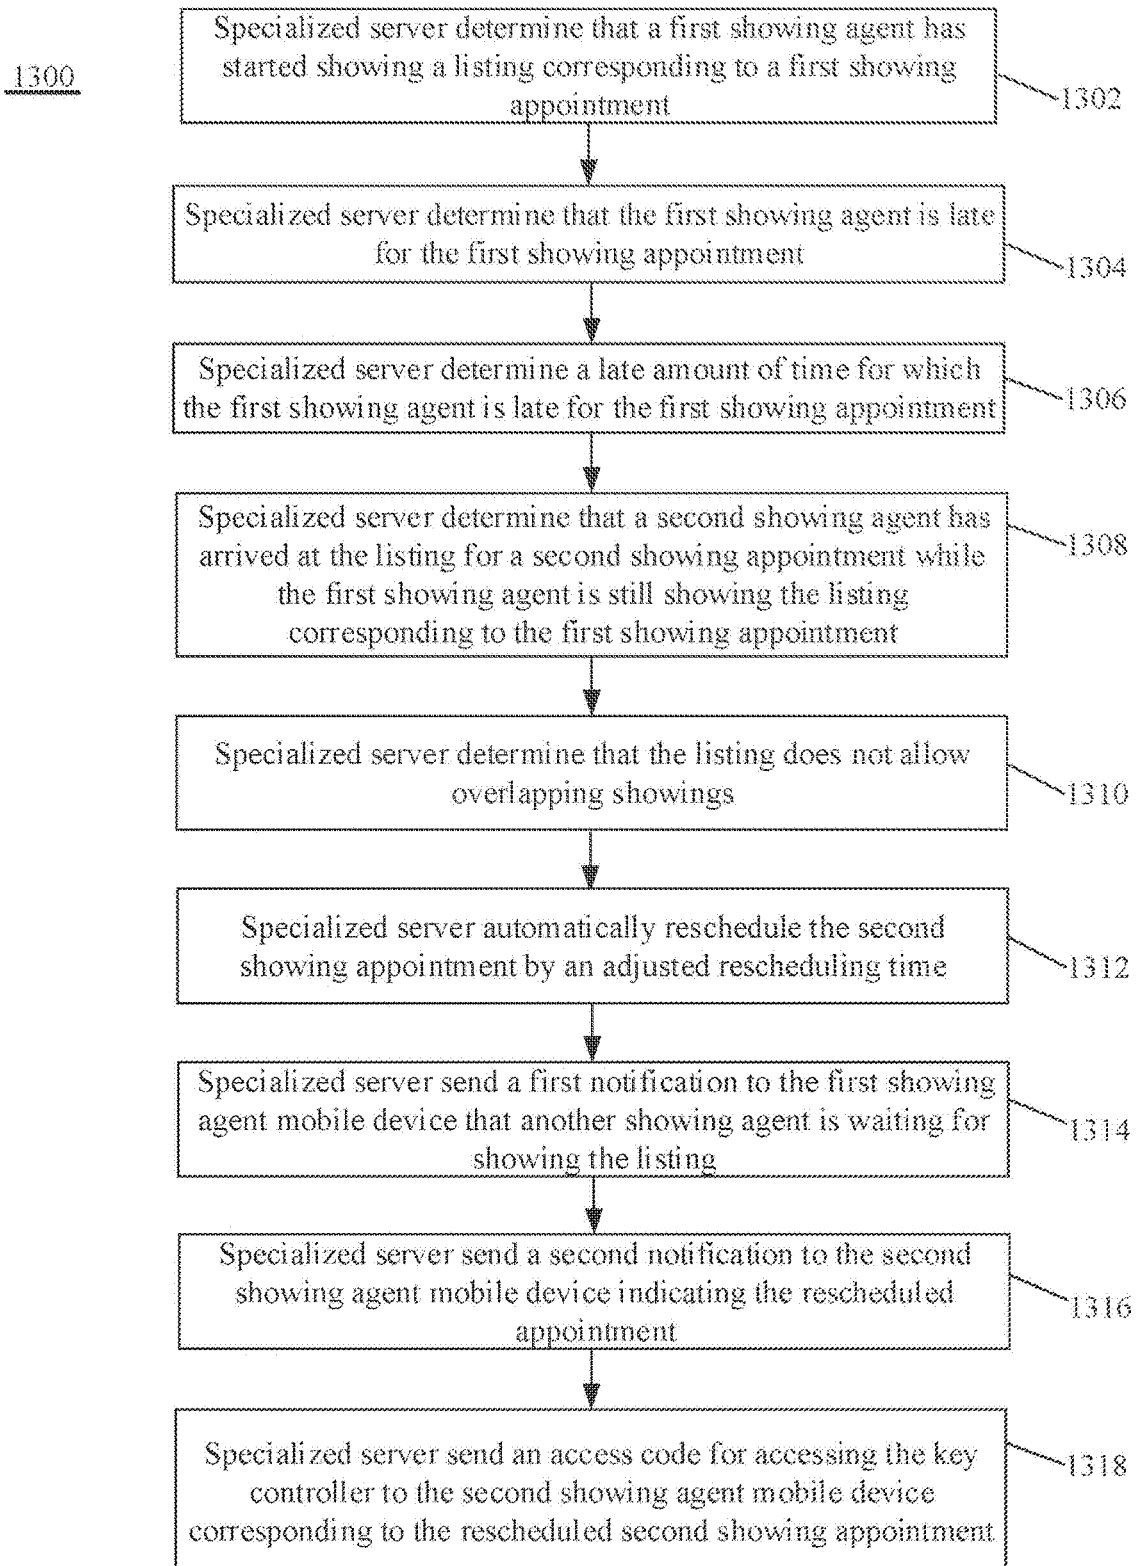 1300
Specialized server determine that a first showing agent has
started showing a listing corresponding to a first showing
appointment
1302
Specialized server determine that the first showing agent is late
for the first showing appointment
1304
Specialized server determine a late amount of time for which
the first showing agent is late for the first showing appointment
1306
Specialized server determine that a second showing agent has
arrived at the listing for a second showing appointment while
the first showing agent is still showing the listing
corresponding to the first showing appointment
1308
Specialized server determine that the listing does not allow
overlapping showings
1310
Specialized server automatically reschedule the second
showing appointment by an adjusted rescheduling time
1312
Specialized server send a first notification to the first showing
agent mobile device that another showing agent is waiting for
showing the listing
1314
Specialized server send a second notification to the second
showing agent mobile device indicating the rescheduled
appointment
1316
Specialized server send an access code for accessing the key
controller to the second showing agent mobile device
corresponding to the rescheduled second showing appointment
1318